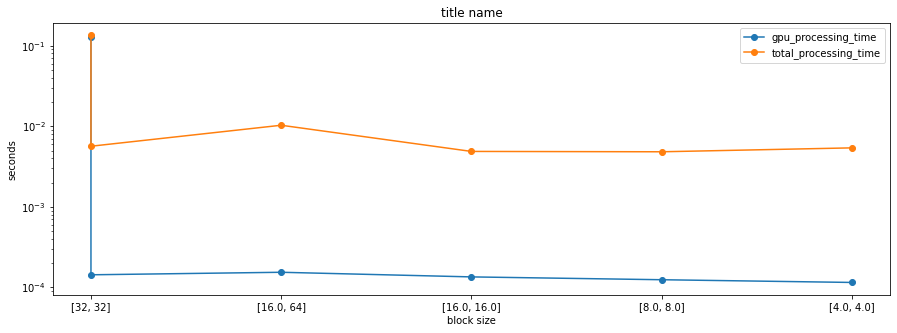 title name
gpu_processing_time
total_processing_time
seconds
10⁻¹
10⁻²
10⁻³
10⁻⁴
[32, 32]
[16.0, 64]
[16.0, 16.0]
[8.0, 8.0]
[4.0, 4.0]
block size